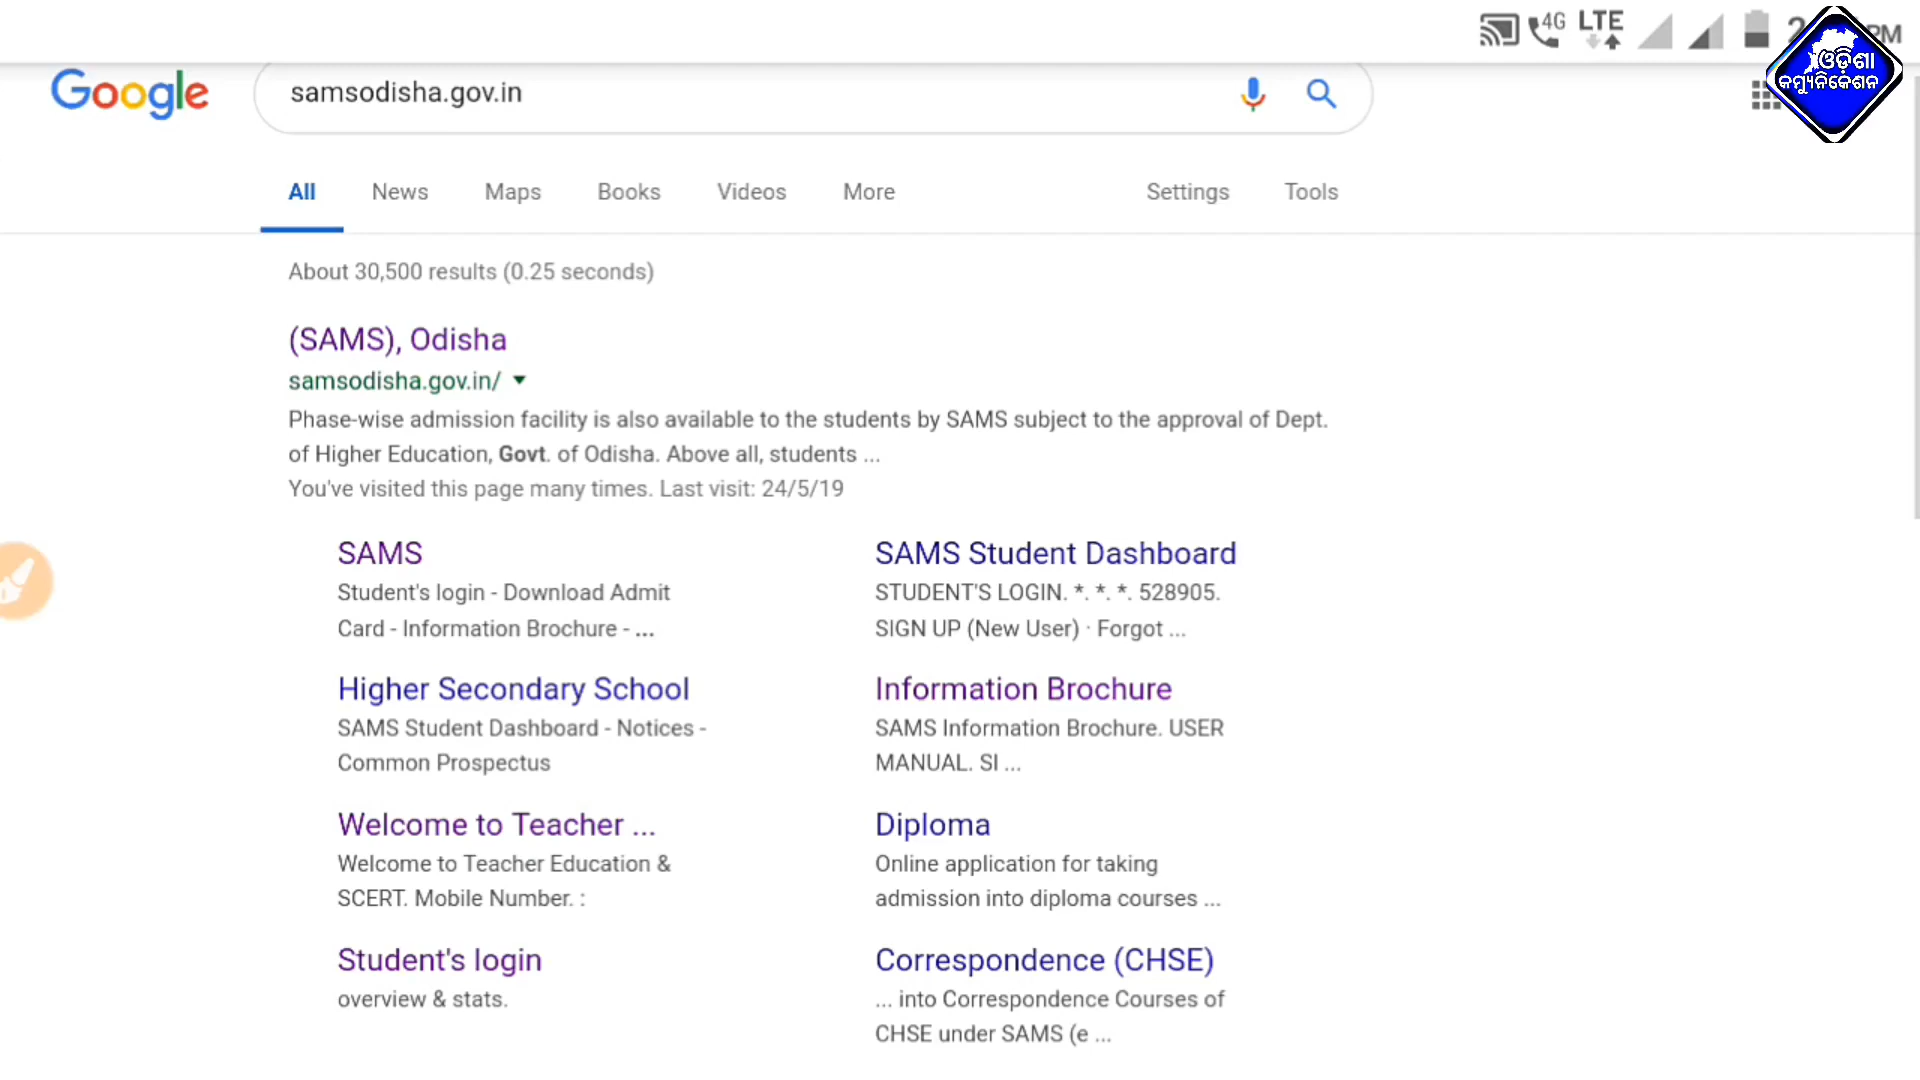 4G LTE
PM
Google
samsodisha.gov.in
ଓଡ଼ିଶା
କମ୍ୟୁନିକେଶନ
All News Maps Books Videos More Settings Tools
About 30,500 results (0.25 seconds)
(SAMS), Odisha
samsodisha.gov.in/
Phase-wise admission facility is also available to the students by SAMS subject to the approval of Dept.
of Higher Education, Govt. of Odisha. Above all, students ...
You've visited this page many times. Last visit: 24/5/19
SAMS
Student's login - Download Admit
Card - Information Brochure - ...
SAMS Student Dashboard
STUDENT'S LOGIN. *. *. *. 528905.
SIGN UP (New User) · Forgot ...
Higher Secondary School
SAMS Student Dashboard - Notices -
Common Prospectus
Information Brochure
SAMS Information Brochure. USER
MANUAL. SI ...
Welcome to Teacher ...
Welcome to Teacher Education &
SCERT. Mobile Number. :
Diploma
Online application for taking
admission into diploma courses ...
Student's login
overview & stats.
Correspondence (CHSE)
... into Correspondence Courses of
CHSE under SAMS (e ...